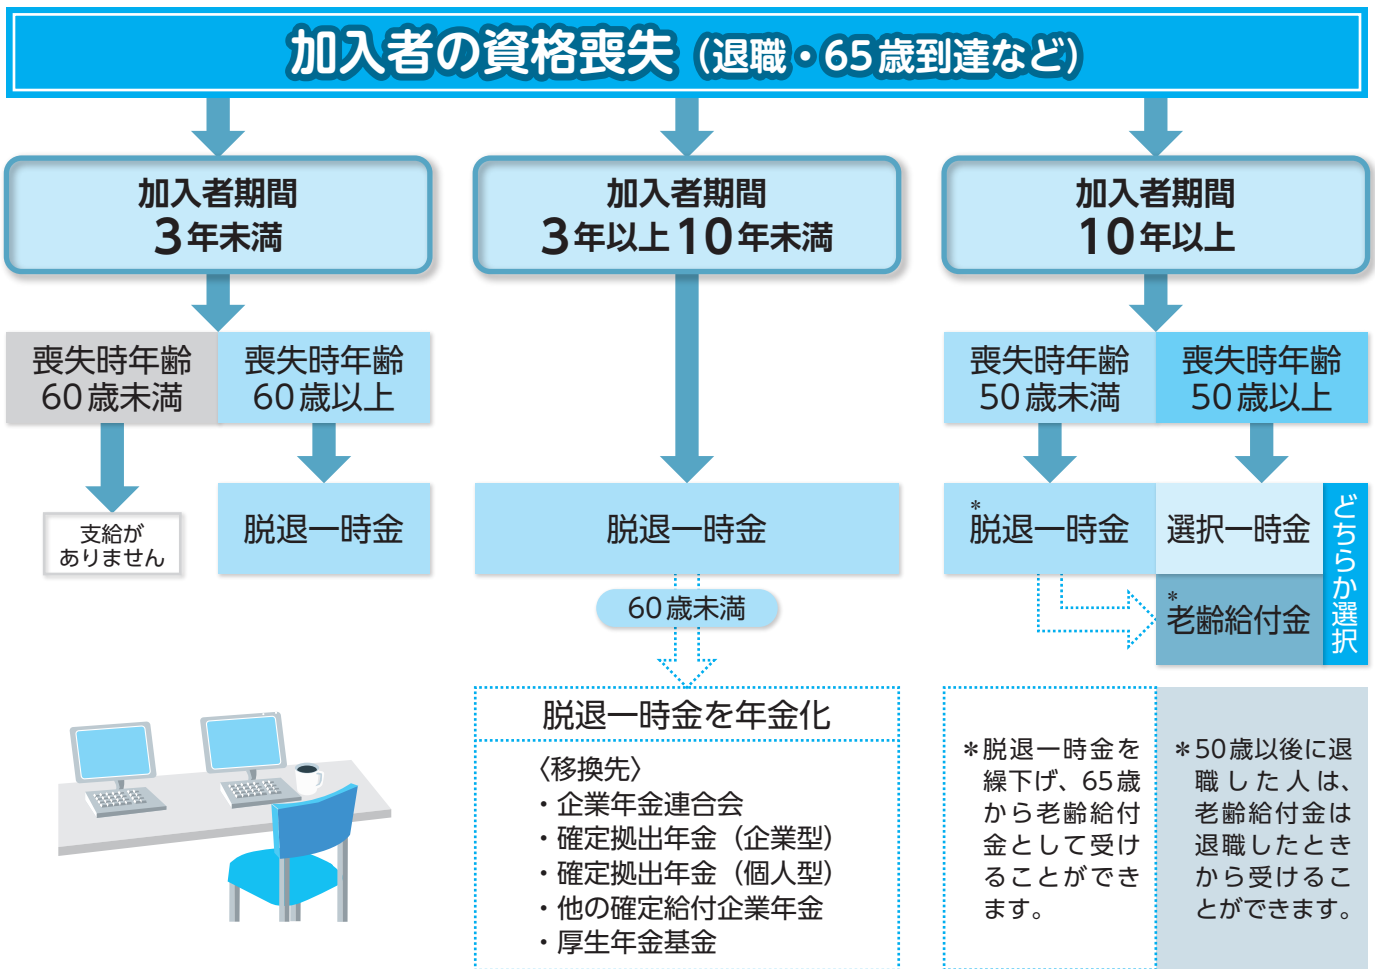 加入者の資格喪失（退職・65歳到達など）
加入者期間
3年未満
加入者期間
3年以上10年未満
加入者期間
10年以上
喪失時年齢
60歳未満
喪失時年齢
60歳以上
喪失時年齢
50歳未満
喪失時年齢
50歳以上
支給が
ありません
脱退一時金
脱退一時金
*脱退一時金
選択一時金
*老齢給付金
どちらか選択
60歳未満
脱退一時金を年金化
〈移換先〉
・企業年金連合会
・確定拠出年金（企業型）
・確定拠出年金（個人型）
・他の確定給付企業年金
・厚生年金基金
＊脱退一時金を
繰下げ、65歳
から老齢給付
金として受け
ることができ
ます。
＊50歳以後に退
職した人は、
老齢給付金は
退職したとき
から受けるこ
とができます。